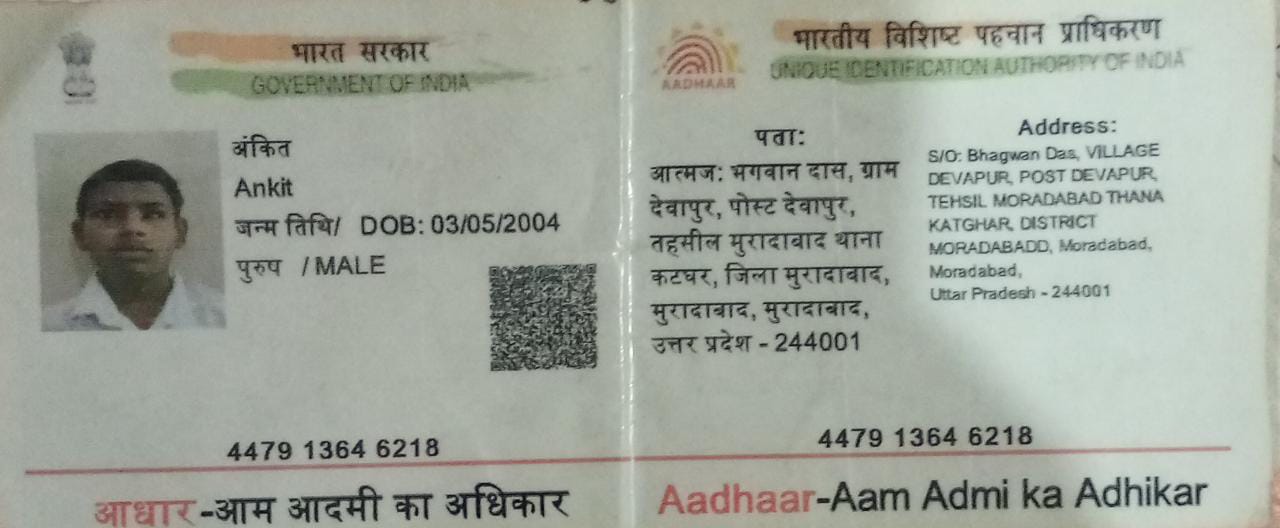 भारत सरकार
GOVERNMENT OF INDIA
अंकित
Ankit
जन्म तिथि/ DOB: 03/05/2004
पुरुष / MALE
4479 1364 6218
आधार-आम आदमी का अधिकार
भारतीय विशिष्ट पहचान प्राधिकरण
UNIQUE IDENTIFICATION AUTHORITY OF INDIA
AADHAAR
पता:
आत्मज: भगवान दास, ग्राम
देवापुर, पोस्ट देवापुर,
तहसील मुरादाबाद थाना
कटघर, जिला मुरादाबाद,
मुरादाबाद, मुरादाबाद,
उत्तर प्रदेश - 244001
Address:
S/O: Bhagwan Das, VILLAGE
DEVAPUR, POST DEVAPUR,
TEHSIL MORADABAD THANA
KATGHAR, DISTRICT
MORADABADD, Moradabad,
Moradabad,
Uttar Pradesh - 244001
4479 1364 6218
Aadhaar-Aam Admi ka Adhikar